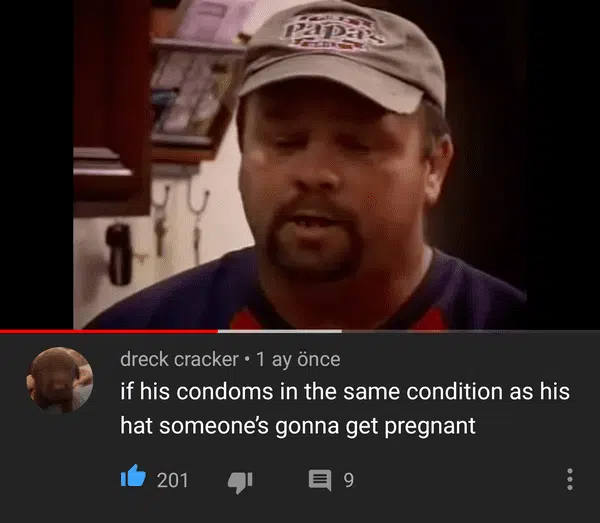 Papa's
dreck cracker • 1 ay önce
if his condoms in the same condition as his
hat someone's gonna get pregnant
201
9